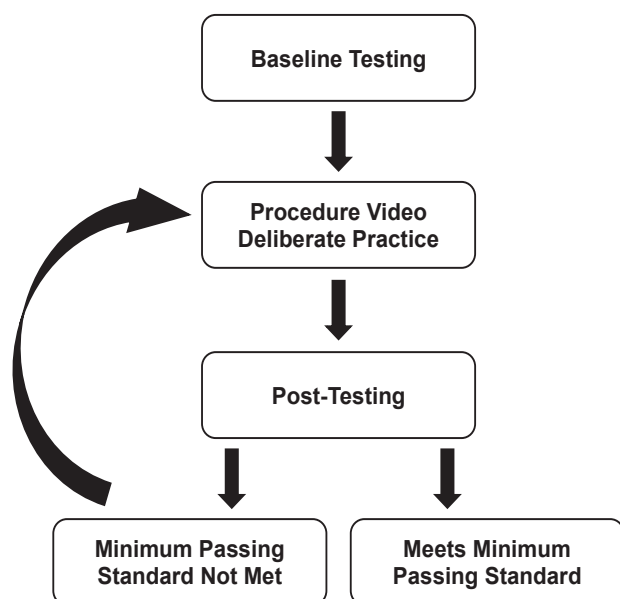 Baseline Testing
Procedure Video
Deliberate Practice
Post-Testing
Minimum Passing
Standard Not Met
Meets Minimum
Passing Standard